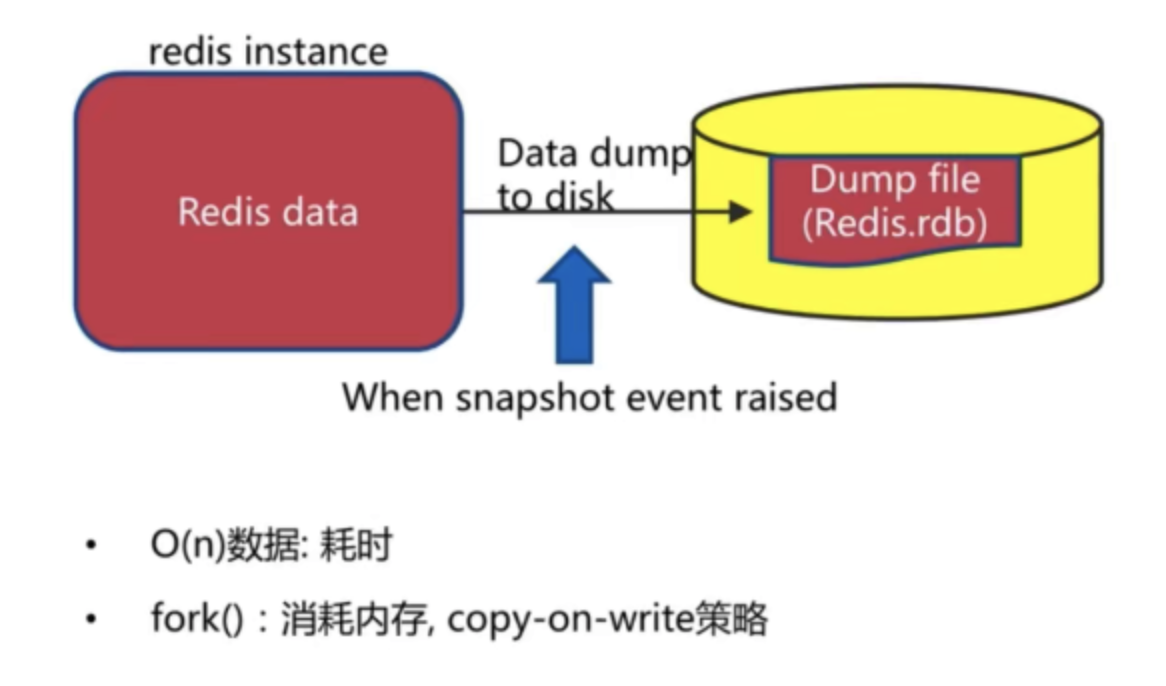 redis instance
Redis data
Data dump
to disk
Dump file
(Redis.rdb)
When snapshot event raised
• O(n)数据: 耗时
• fork() : 消耗内存, copy-on-write策略